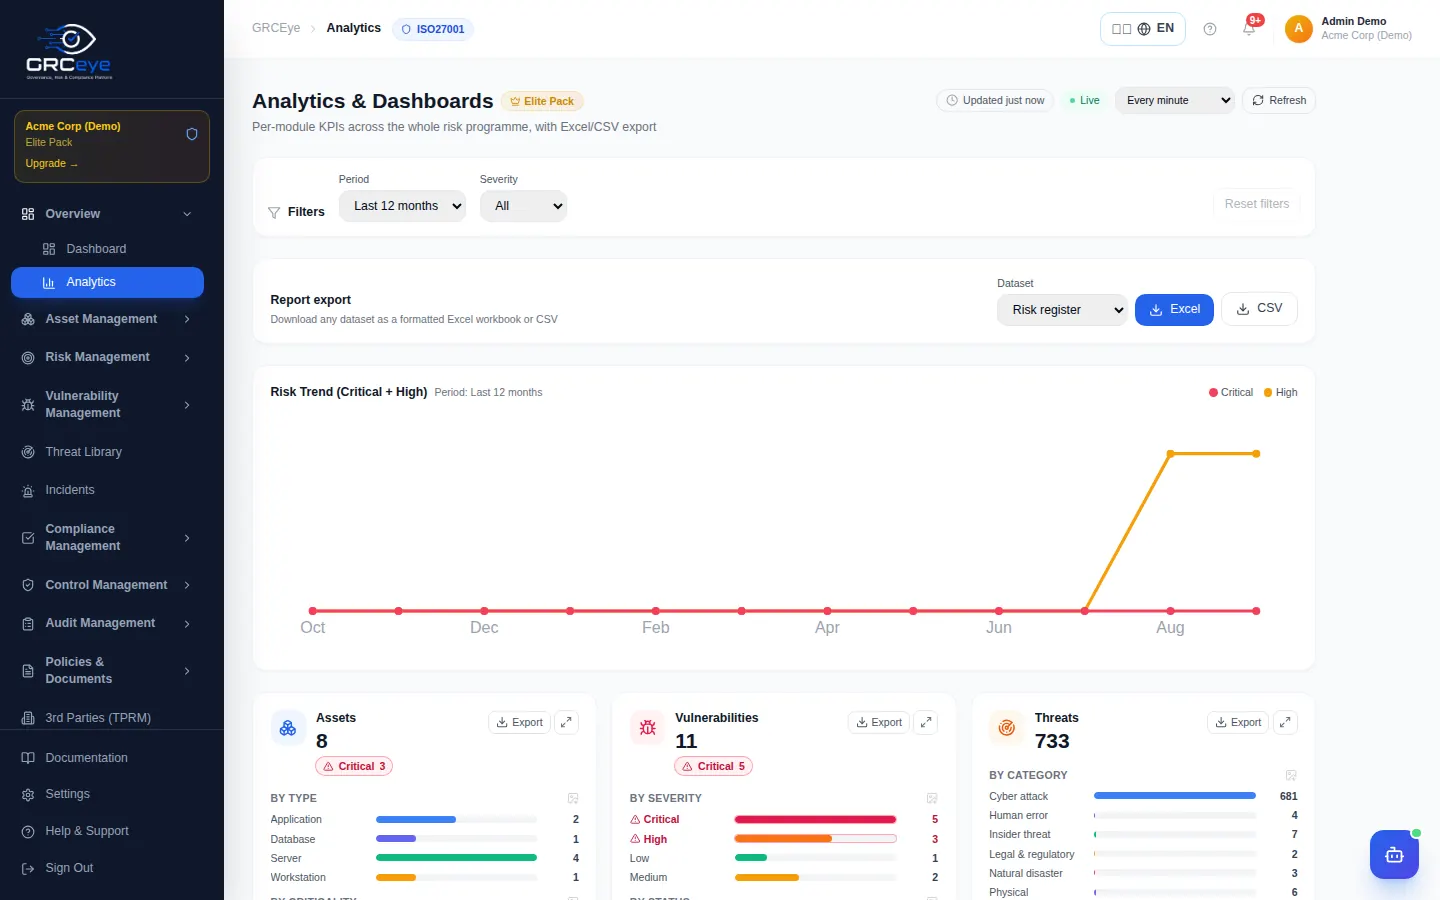 GRCeye
Governance, Risk & Compliance Platform
Acme Corp (Demo)
Elite Pack
Upgrade →
Overview
Dashboard
Analytics
Asset Management
Risk Management
Vulnerability
Management
Threat Library
Incidents
Compliance
Management
Control Management
Audit Management
Policies &
Documents
3rd Parties (TPRM)
Documentation
Settings
Help & Support
Sign Out
GRCEye > Analytics ISO27001
EN
9+
A
Admin Demo
Acme Corp (Demo)
Analytics & Dashboards Elite Pack
Per-module KPIs across the whole risk programme, with Excel/CSV export
Updated just now Live Every minute Refresh
Filters
Period
Last 12 months
Severity
All
Reset filters
Report export
Download any dataset as a formatted Excel workbook or CSV
Dataset
Risk register
Excel
CSV
Risk Trend (Critical + High) Period: Last 12 months
Critical High
Oct Dec Feb Apr Jun Aug
Assets
8
Critical 3
Export
BY TYPE
Application 2
Database 1
Server 4
Workstation 1
BY CRITICALITY
Vulnerabilities
11
Critical 5
Export
BY SEVERITY
Critical 5
High 3
Low 1
Medium 2
BY STATUS
Threats
733
Export
BY CATEGORY
Cyber attack 681
Human error 4
Insider threat 7
Legal & regulatory 2
Natural disaster 3
Physical 6